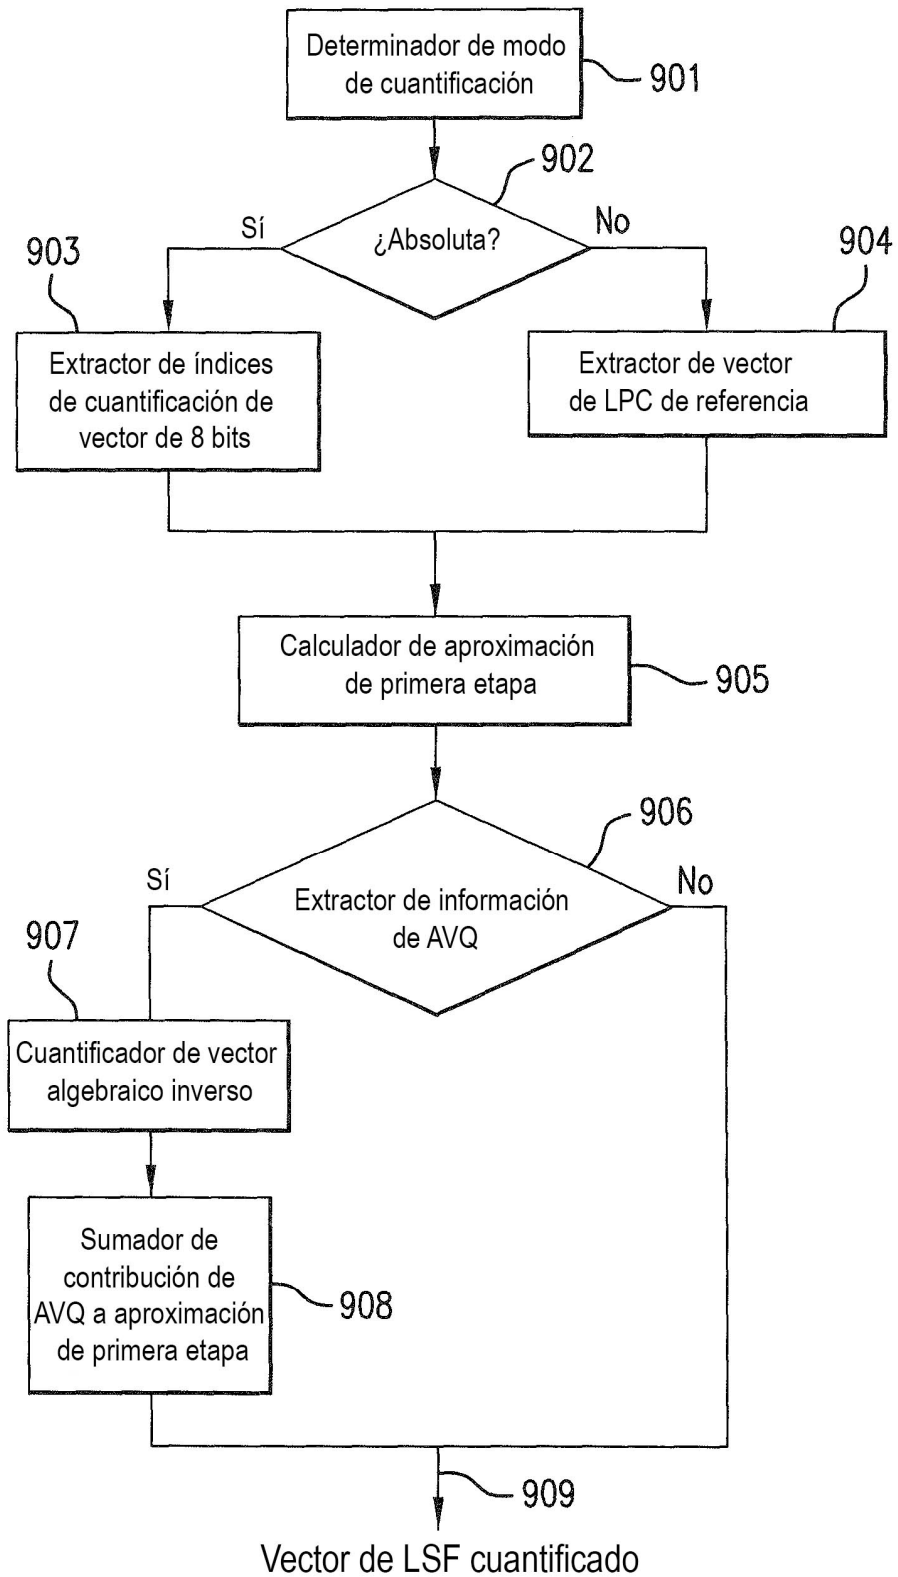 Determinador de modo
de cuantificación
901
902
¿Absoluta?
Sí
No
903
904
Extractor de índices
de cuantificación de
vector de 8 bits
Extractor de vector
de LPC de referencia
Calculador de aproximación
de primera etapa
905
906
Sí
No
Extractor de información
de AVQ
907
Cuantificador de vector
algebraico inverso
Sumador de
contribución de
AVQ a aproximación
de primera etapa
908
909
Vector de LSF cuantificado